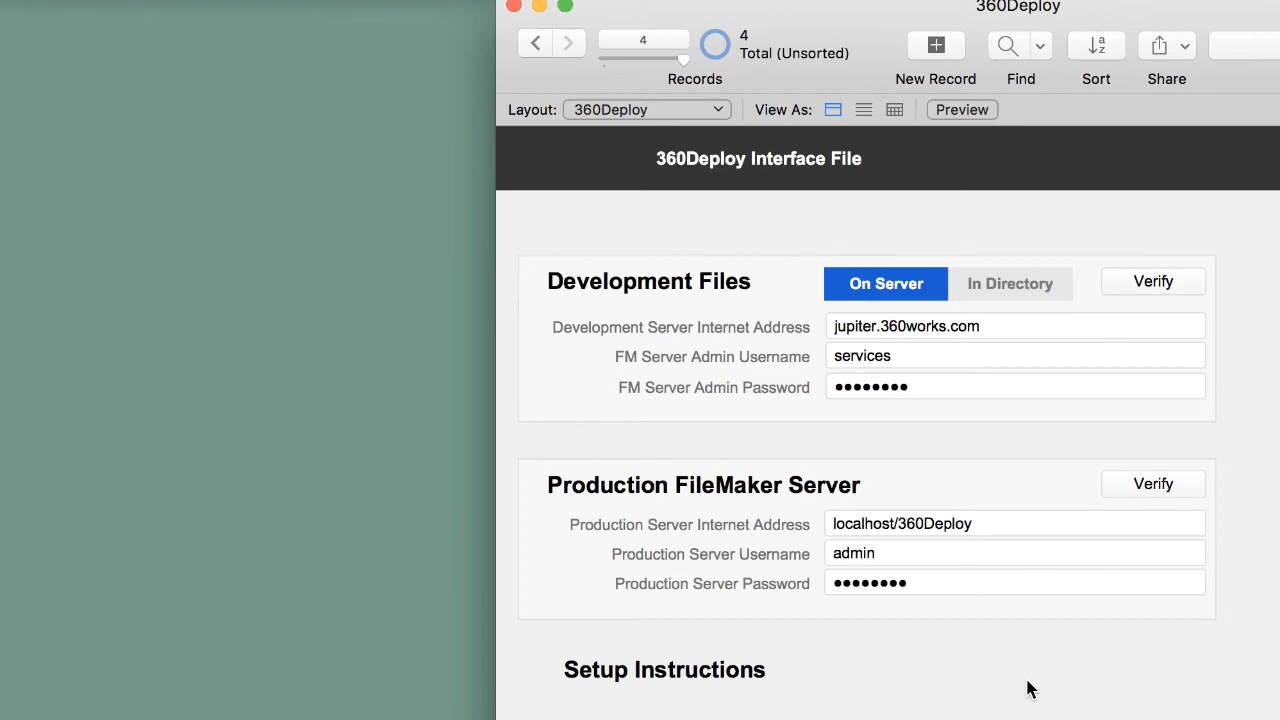 360Deploy
4
4
Total (Unsorted)
Records
New Record
Find
Sort
Share
Layout: 360Deploy
View As:
Preview
360Deploy Interface File
Development Files
On Server
In Directory
Verify
Development Server Internet Address jupiter.360works.com
FM Server Admin Username services
FM Server Admin Password ••••••••
Production FileMaker Server
Verify
Production Server Internet Address localhost/360Deploy
Production Server Username admin
Production Server Password ••••••••
Setup Instructions